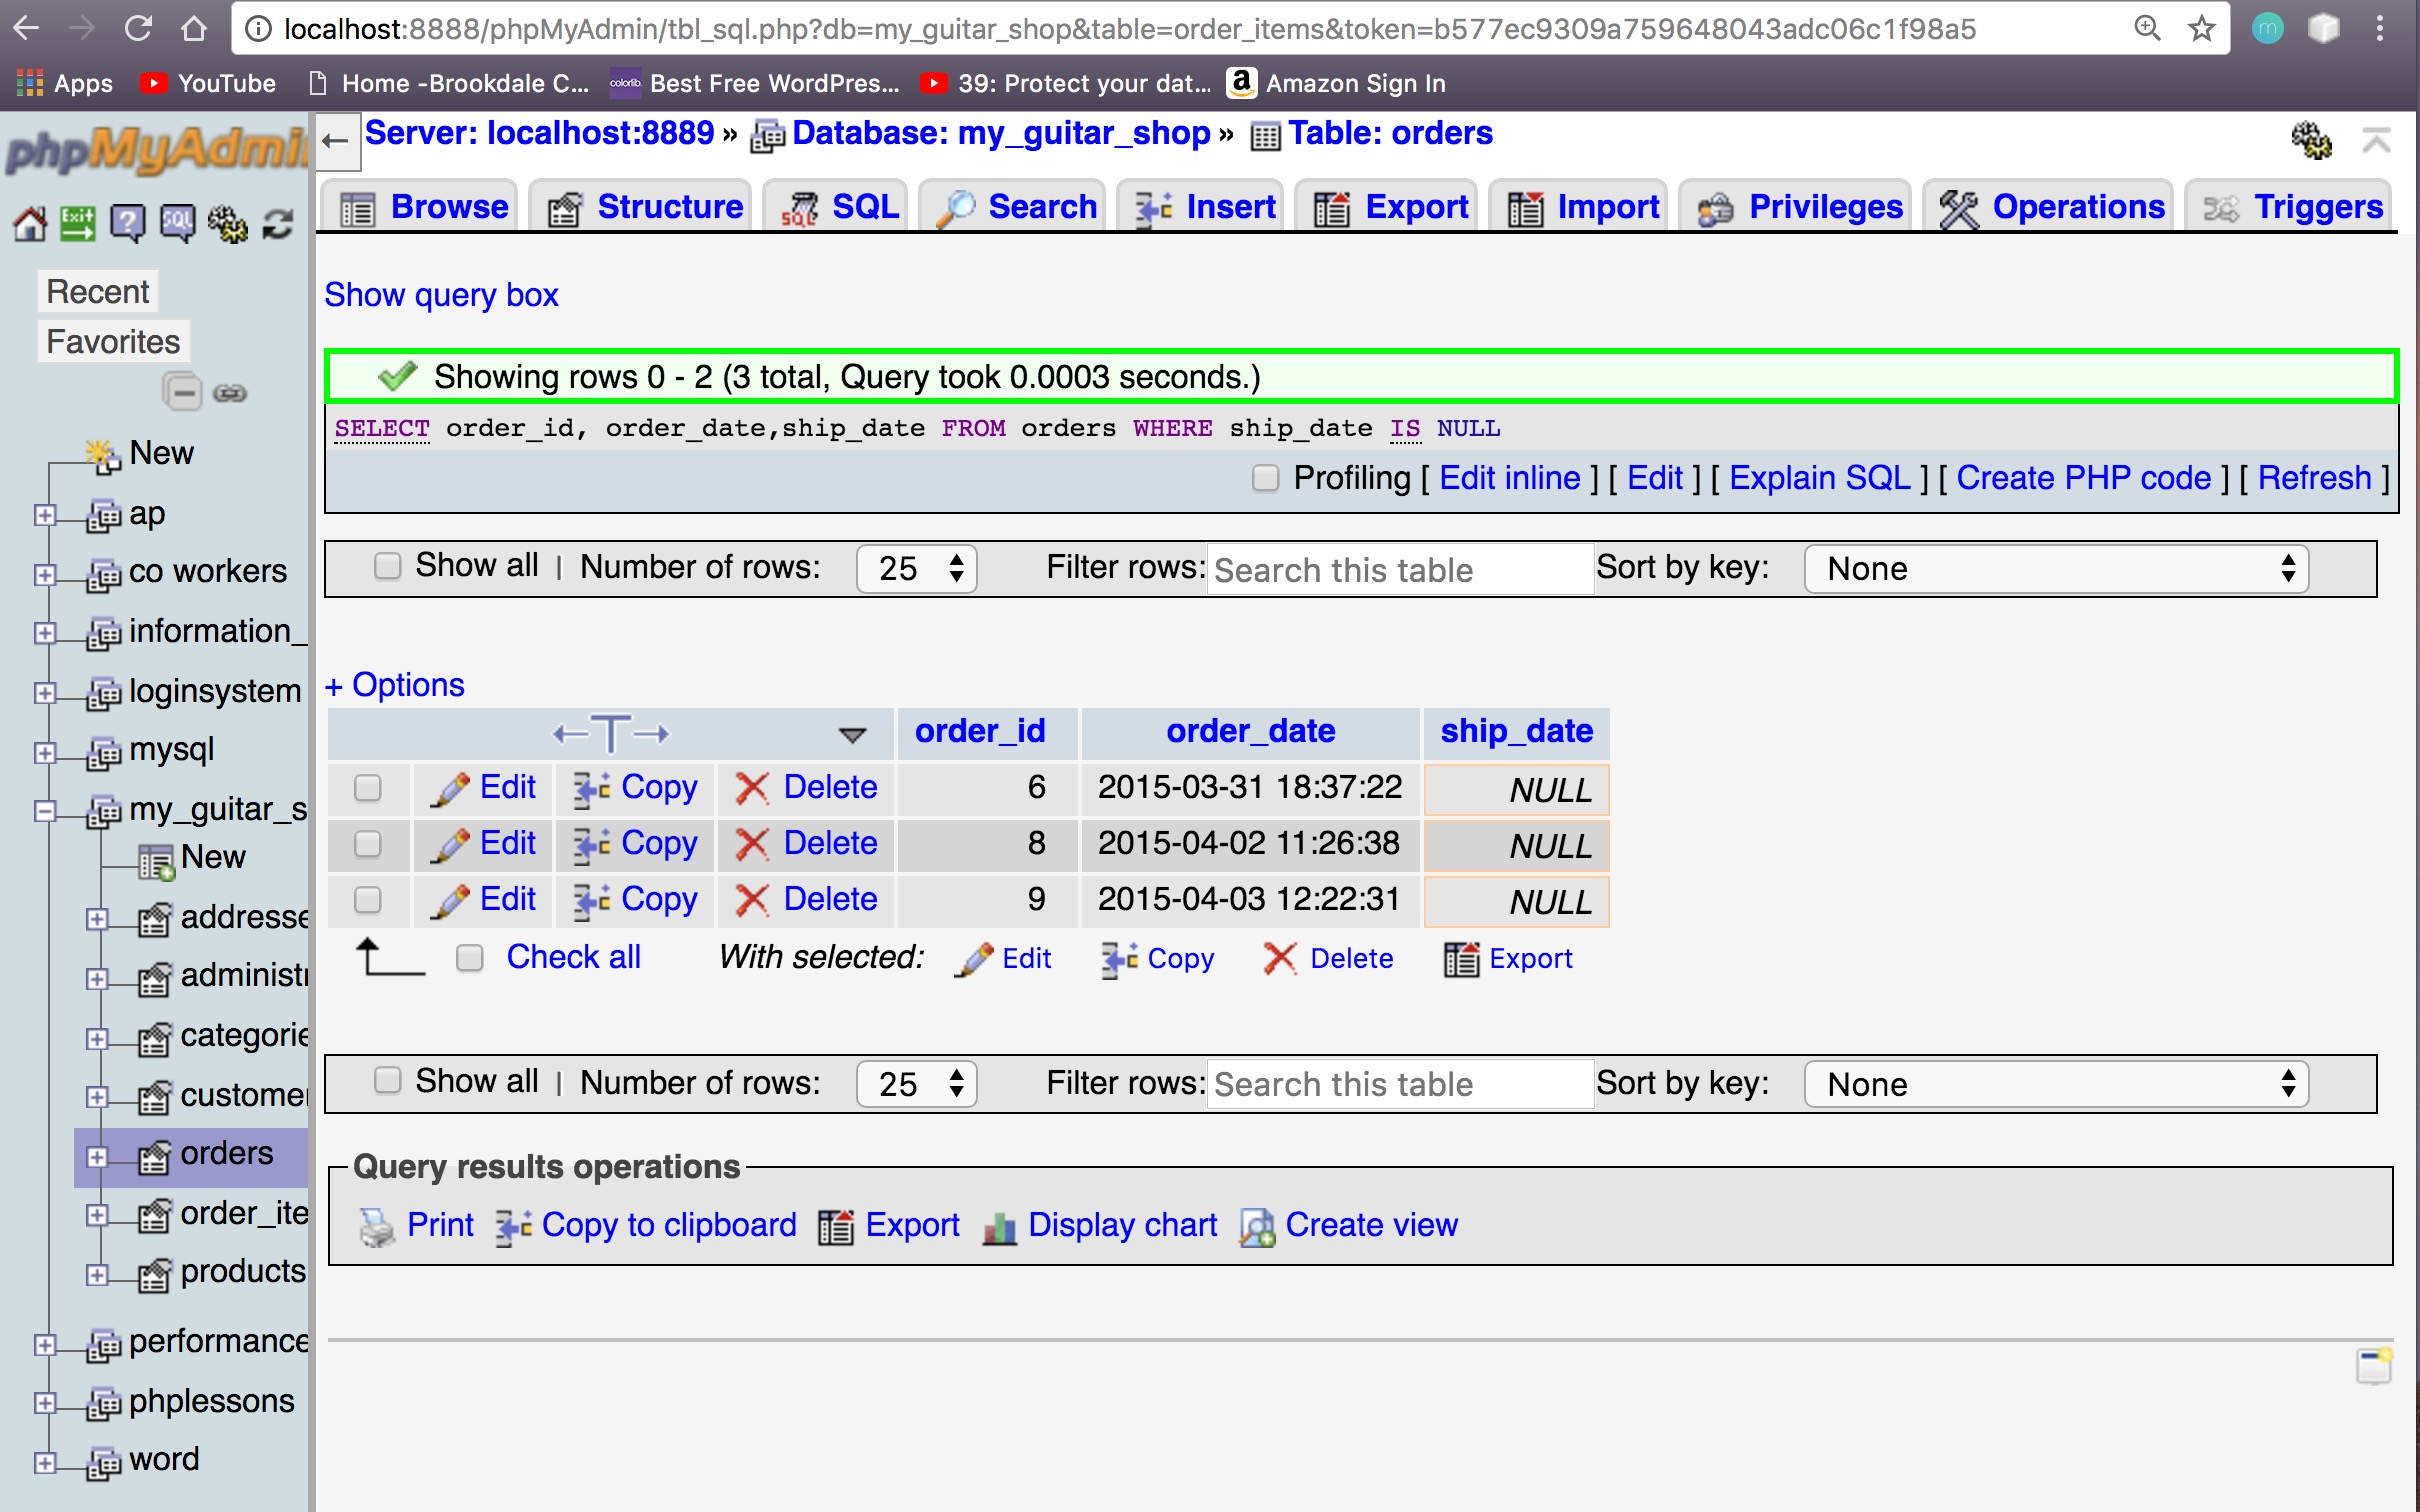 localhost:8888/phpMyAdmin/tbl_sql.php?db=my_guitar_shop&table=order_items&token=b577ec9309a759648043adc06c1f98a5
m
Apps YouTube Home -Brookdale C... colorlib. Best Free WordPres... 39: Protect your dat... a Amazon Sign In
phpMyAdmi
Exit ? SQL
Recent
Favorites
New
ap
co workers
information_
loginsystem
mysql
my_guitar_s
New
addresse
administr
categorie
customer
orders
order_ite
products
performance
phplessons
word
Server: localhost:8889 » Database: my_guitar_shop » Table: orders
Browse Structure SQL SQL Search Insert Export Import Privileges Operations Triggers
Show query box
Showing rows 0 - 2 (3 total, Query took 0.0003 seconds.)
SELECT order_id, order_date,ship_date FROM orders WHERE ship_date IS NULL
Profiling [ Edit inline ] [ Edit ] [ Explain SQL ] [ Create PHP code ] [ Refresh ]
Show all | Number of rows: 25 Filter rows: Search this table Sort by key: None
+ Options
←T→ order_id order_date ship_date
Edit Copy Delete 6 2015-03-31 18:37:22 NULL
Edit Copy Delete 8 2015-04-02 11:26:38 NULL
Edit Copy Delete 9 2015-04-03 12:22:31 NULL
Check all With selected: Edit Copy Delete Export
Show all | Number of rows: 25 Filter rows: Search this table Sort by key: None
Query results operations
Print Copy to clipboard Export Display chart Create view